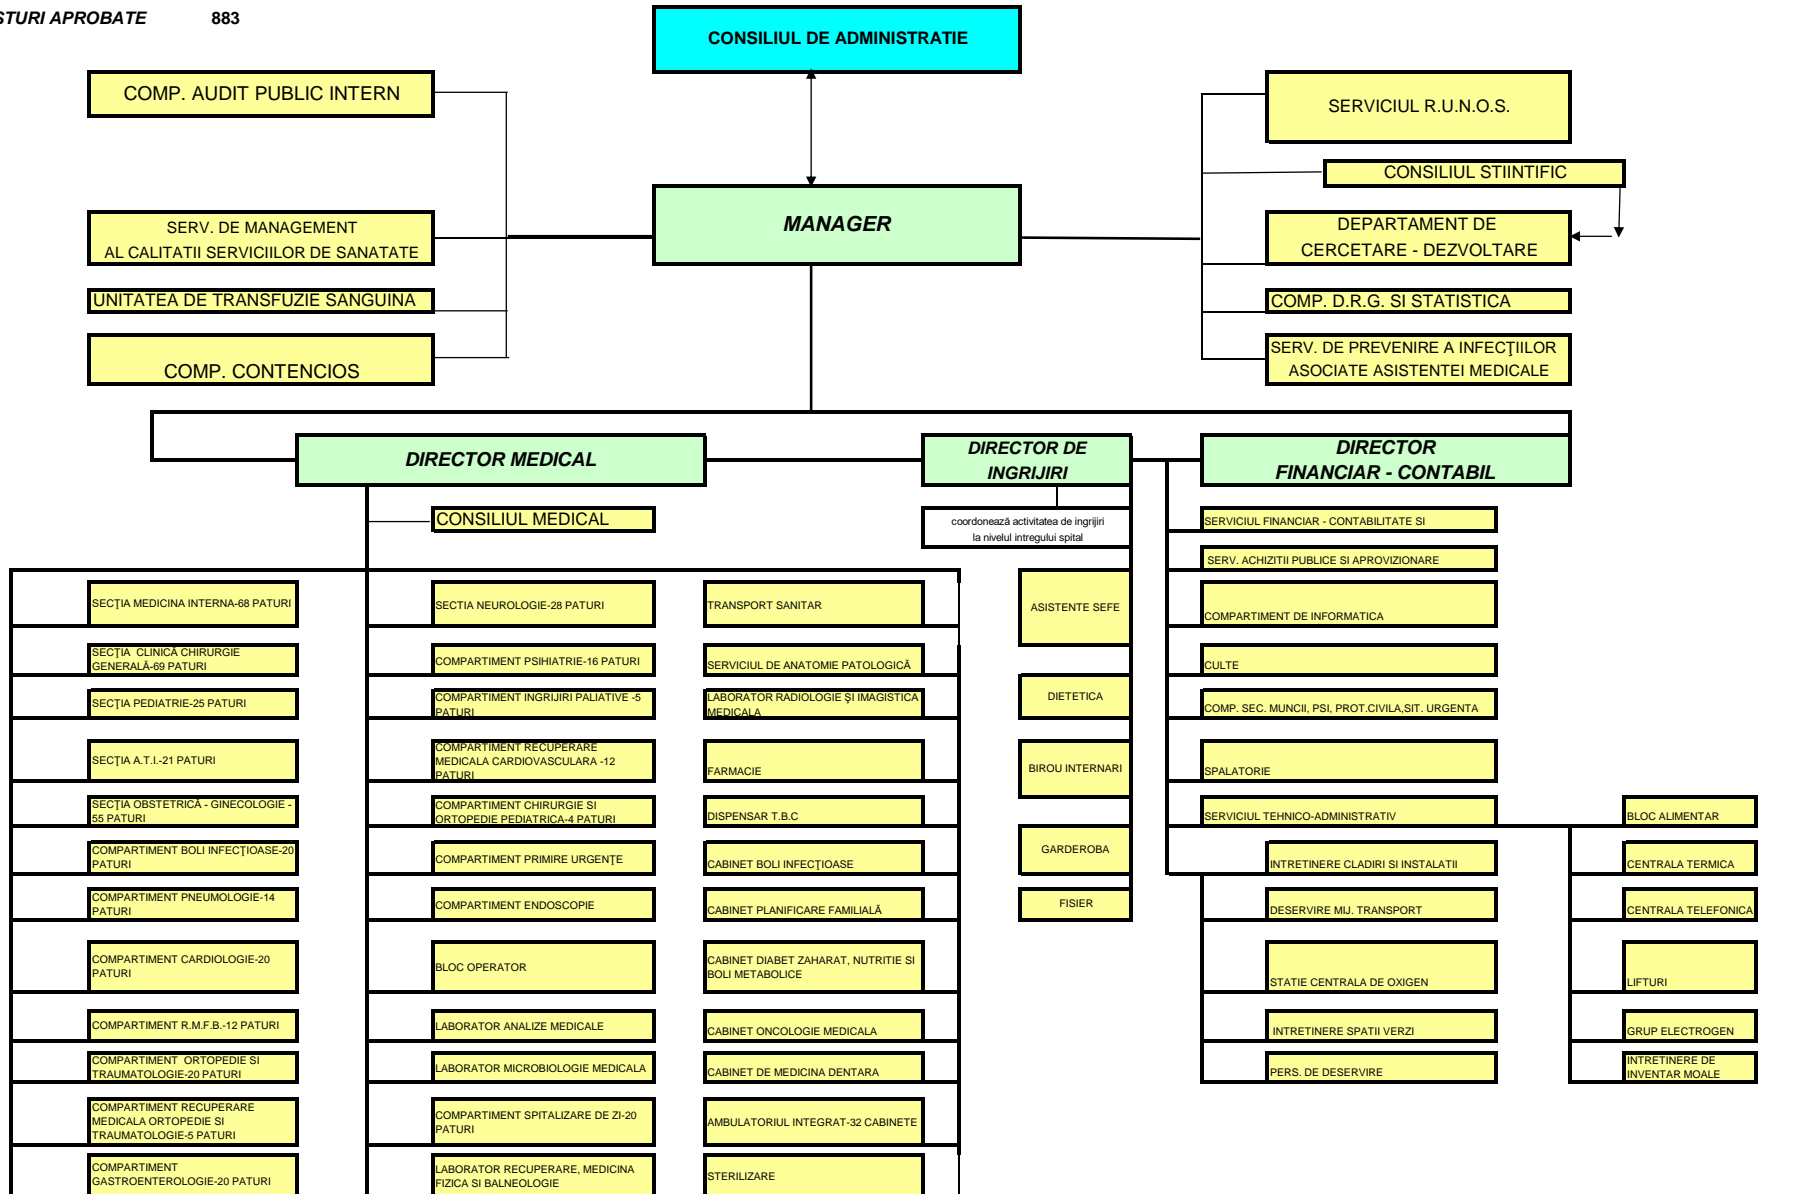 STURI APROBATE 883
CONSILIUL DE ADMINISTRATIE
COMP. AUDIT PUBLIC INTERN
SERVICIUL R.U.N.O.S.
CONSILIUL STIINTIFIC
MANAGER
SERV. DE MANAGEMENT
AL CALITATII SERVICIILOR DE SANATATE
DEPARTAMENT DE
CERCETARE - DEZVOLTARE
UNITATEA DE TRANSFUZIE SANGUINA
COMP. D.R.G. SI STATISTICA
COMP. CONTENCIOS
SERV. DE PREVENIRE A INFECŢIILOR
ASOCIATE ASISTENTEI MEDICALE
DIRECTOR MEDICAL
DIRECTOR DE
INGRIJIRI
DIRECTOR
FINANCIAR - CONTABIL
CONSILIUL MEDICAL
coordonează activitatea de ingrijiri
la nivelul intregului spital
SECŢIA MEDICINA INTERNA-68 PATURI
SECŢIA CLINICĂ CHIRURGIE
GENERALĂ-69 PATURI
SECŢIA PEDIATRIE-25 PATURI
SECŢIA A.T.I.-21 PATURI
SECŢIA OBSTETRICĂ - GINECOLOGIE -
55 PATURI
COMPARTIMENT BOLI INFECŢIOASE-20
PATURI
COMPARTIMENT PNEUMOLOGIE-14
PATURI
COMPARTIMENT CARDIOLOGIE-20
PATURI
COMPARTIMENT R.M.F.B.-12 PATURI
COMPARTIMENT ORTOPEDIE SI
TRAUMATOLOGIE-20 PATURI
COMPARTIMENT RECUPERARE
MEDICALA ORTOPEDIE SI
TRAUMATOLOGIE-5 PATURI
COMPARTIMENT
GASTROENTEROLOGIE-20 PATURI
SECTIA NEUROLOGIE-28 PATURI
COMPARTIMENT PSIHIATRIE-16 PATURI
COMPARTIMENT INGRIJIRI PALIATIVE -5
PATURI
COMPARTIMENT RECUPERARE
MEDICALA CARDIOVASCULARA -12
PATURI
COMPARTIMENT CHIRURGIE SI
ORTOPEDIE PEDIATRICA-4 PATURI
COMPARTIMENT PRIMIRE URGENŢE
COMPARTIMENT ENDOSCOPIE
BLOC OPERATOR
LABORATOR ANALIZE MEDICALE
LABORATOR MICROBIOLOGIE MEDICALA
COMPARTIMENT SPITALIZARE DE ZI-20
PATURI
LABORATOR RECUPERARE, MEDICINA
FIZICA SI BALNEOLOGIE
TRANSPORT SANITAR
SERVICIUL DE ANATOMIE PATOLOGICĂ
LABORATOR RADIOLOGIE ŞI IMAGISTICA
MEDICALA
FARMACIE
DISPENSAR T.B.C
CABINET BOLI INFECŢIOASE
CABINET PLANIFICARE FAMILIALĂ
CABINET DIABET ZAHARAT, NUTRITIE SI
BOLI METABOLICE
CABINET ONCOLOGIE MEDICALA
CABINET DE MEDICINA DENTARA
AMBULATORIUL INTEGRAT-32 CABINETE
STERILIZARE
ASISTENTE SEFE
DIETETICA
BIROU INTERNARI
GARDEROBA
FISIER
SERVICIUL FINANCIAR - CONTABILITATE SI
SERV. ACHIZITII PUBLICE SI APROVIZIONARE
COMPARTIMENT DE INFORMATICA
CULTE
COMP. SEC. MUNCII, PSI, PROT.CIVILA,SIT. URGENTA
SPALATORIE
SERVICIUL TEHNICO-ADMINISTRATIV
INTRETINERE CLADIRI SI INSTALATII
DESERVIRE MIJ. TRANSPORT
STATIE CENTRALA DE OXIGEN
INTRETINERE SPATII VERZI
PERS. DE DESERVIRE
BLOC ALIMENTAR
CENTRALA TERMICA
CENTRALA TELEFONICA
LIFTURI
GRUP ELECTROGEN
INTRETINERE DE
INVENTAR MOALE